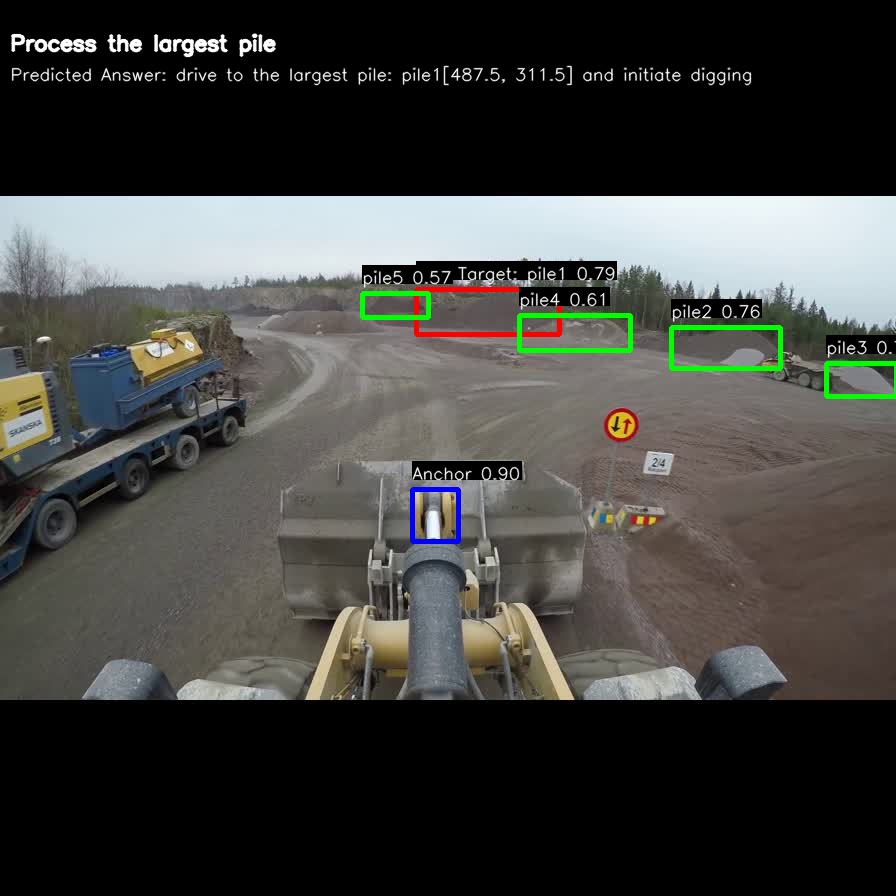 Process the largest pile
Predicted Answer: drive to the largest pile: pile1[487.5, 311.5] and initiate digging
pile5 0.57
Target: pile1 0.79
pile4 0.61
pile2 0.76
pile3 0.
Anchor 0.90
SKANSKA
2/4